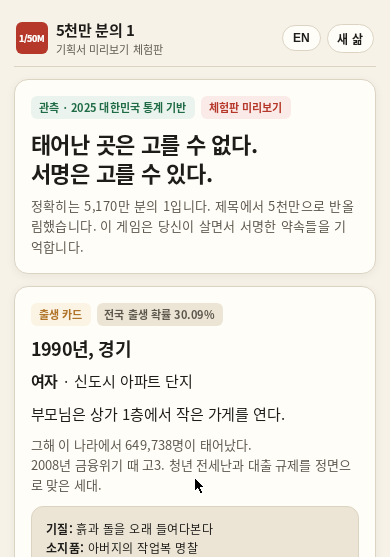 1/50M
5천만 분의 1
기획서 미리보기 체험판
EN
새 삶
관측 · 2025 대한민국 통계 기반
체험판 미리보기
태어난 곳은 고를 수 없다.
서명은 고를 수 있다.
정확히는 5,170만 분의 1입니다. 제목에서 5천만으로 반올
림했습니다. 이 게임은 당신이 살면서 서명한 약속들을 기
억합니다.
출생 카드
전국 출생 확률 30.09%
1990년, 경기
여자 · 신도시 아파트 단지
부모님은 상가 1층에서 작은 가게를 연다.
그해 이 나라에서 649,738명이 태어났다.
2008년 금융위기 때 고3. 청년 전세난과 대출 규제를 정면으
로 맞은 세대.
기질: 흙과 돌을 오래 들여다본다
소지품: 아버지의 작업복 명찰